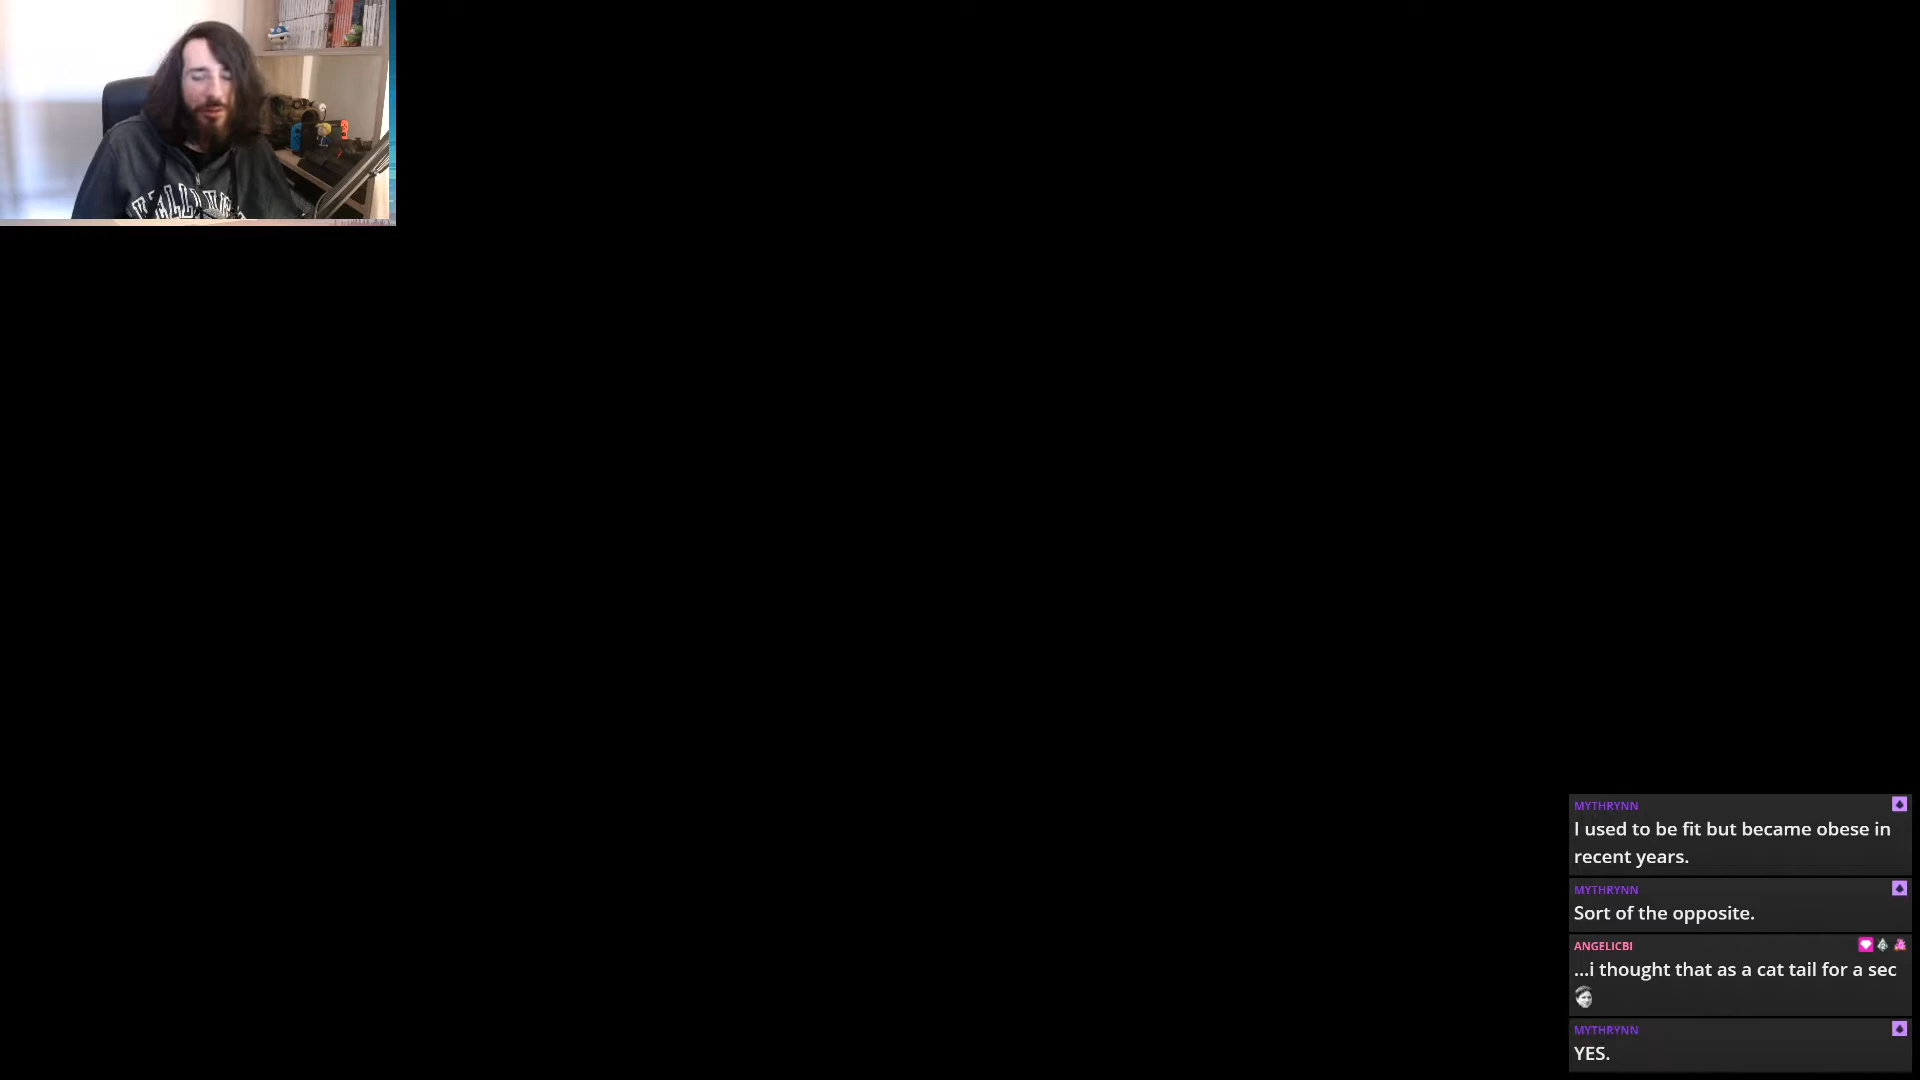 MYTHRYNN
I used to be fit but became obese in
recent years.
MYTHRYNN
Sort of the opposite.
ANGELICBI
...i thought that as a cat tail for a sec
MYTHRYNN
YES.